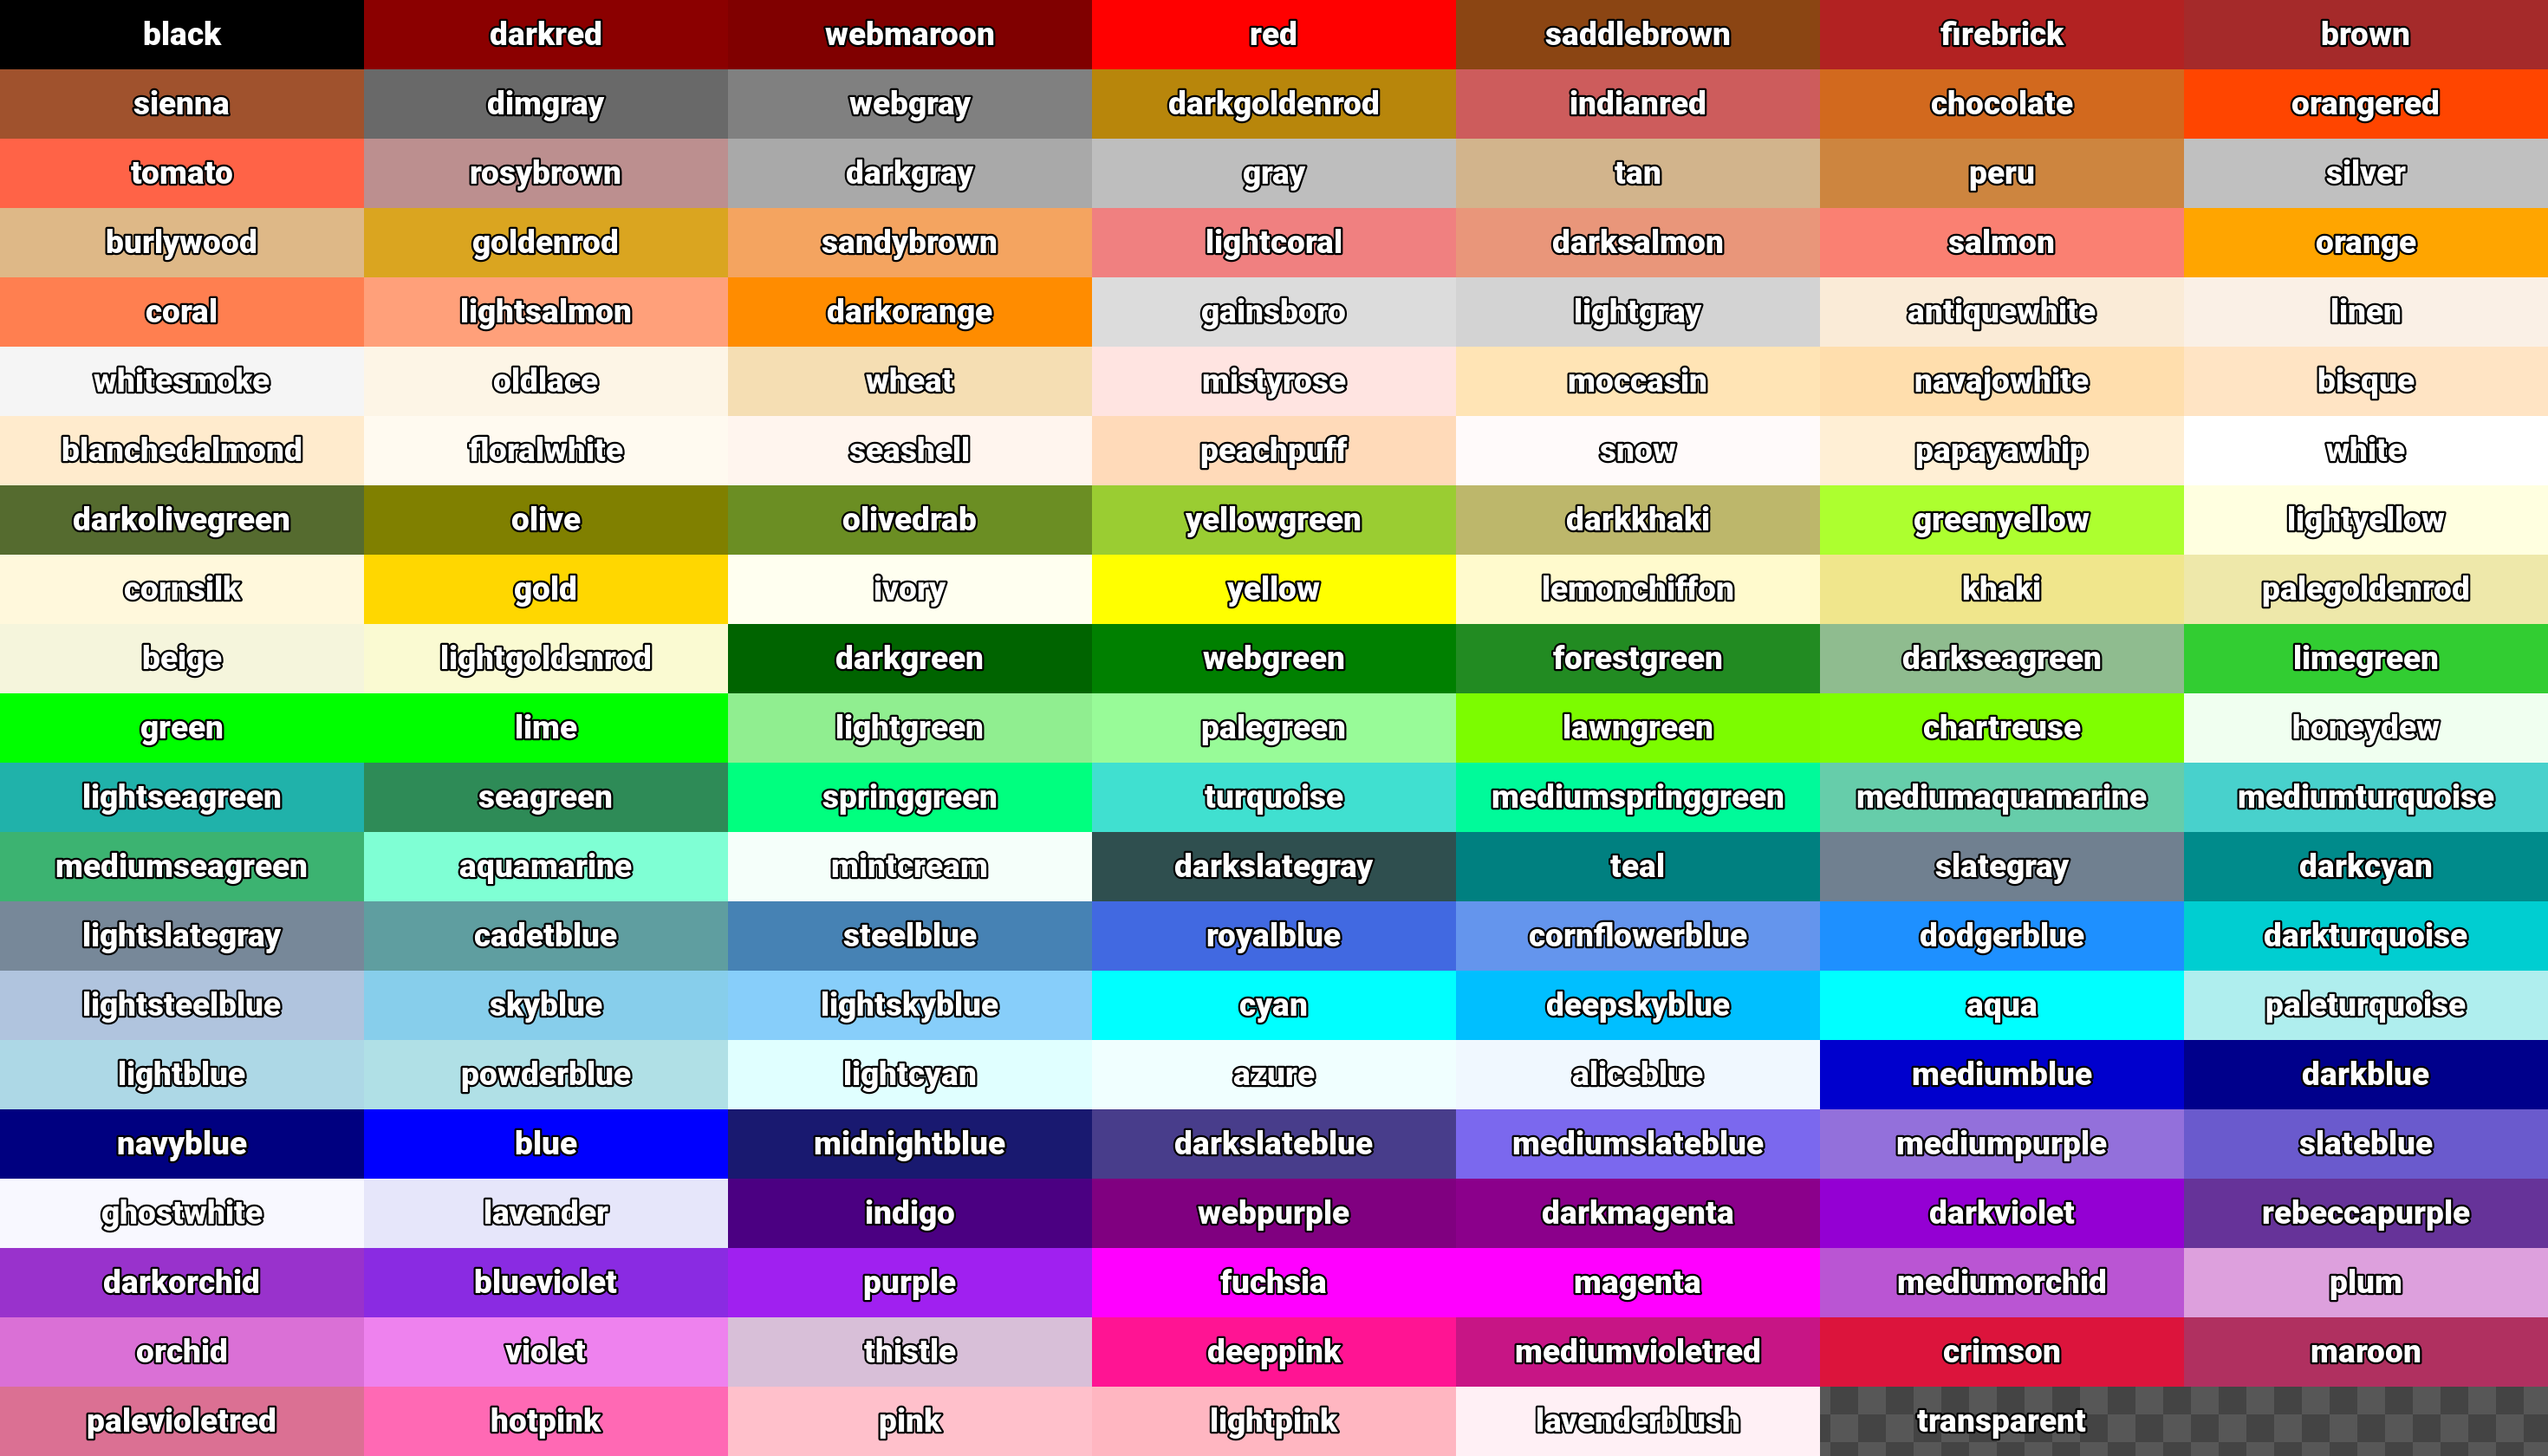 black darkred webmaroon red saddlebrown firebrick brown
sienna dimgray webgray darkgoldenrod indianred chocolate orangered
tomato rosybrown darkgray gray tan peru silver
burlywood goldenrod sandybrown lightcoral darksalmon salmon orange
coral lightsalmon darkorange gainsboro lightgray antiquewhite linen
whitesmoke oldlace wheat mistyrose moccasin navajowhite bisque
blanchedalmond floralwhite seashell peachpuff snow papayawhip white
darkolivegreen olive olivedrab yellowgreen darkkhaki greenyellow lightyellow
cornsilk gold ivory yellow lemonchiffon khaki palegoldenrod
beige lightgoldenrod darkgreen webgreen forestgreen darkseagreen limegreen
green lime lightgreen palegreen lawngreen chartreuse honeydew
lightseagreen seagreen springgreen turquoise mediumspringgreen mediumaquamarine mediumturquoise
mediumseagreen aquamarine mintcream darkslategray teal slategray darkcyan
lightslategray cadetblue steelblue royalblue cornflowerblue dodgerblue darkturquoise
lightsteelblue skyblue lightskyblue cyan deepskyblue aqua paleturquoise
lightblue powderblue lightcyan azure aliceblue mediumblue darkblue
navyblue blue midnightblue darkslateblue mediumslateblue mediumpurple slateblue
ghostwhite lavender indigo webpurple darkmagenta darkviolet rebeccapurple
darkorchid blueviolet purple fuchsia magenta mediumorchid plum
orchid violet thistle deeppink mediumvioletred crimson maroon
palevioletred hotpink pink lightpink lavenderblush transparent